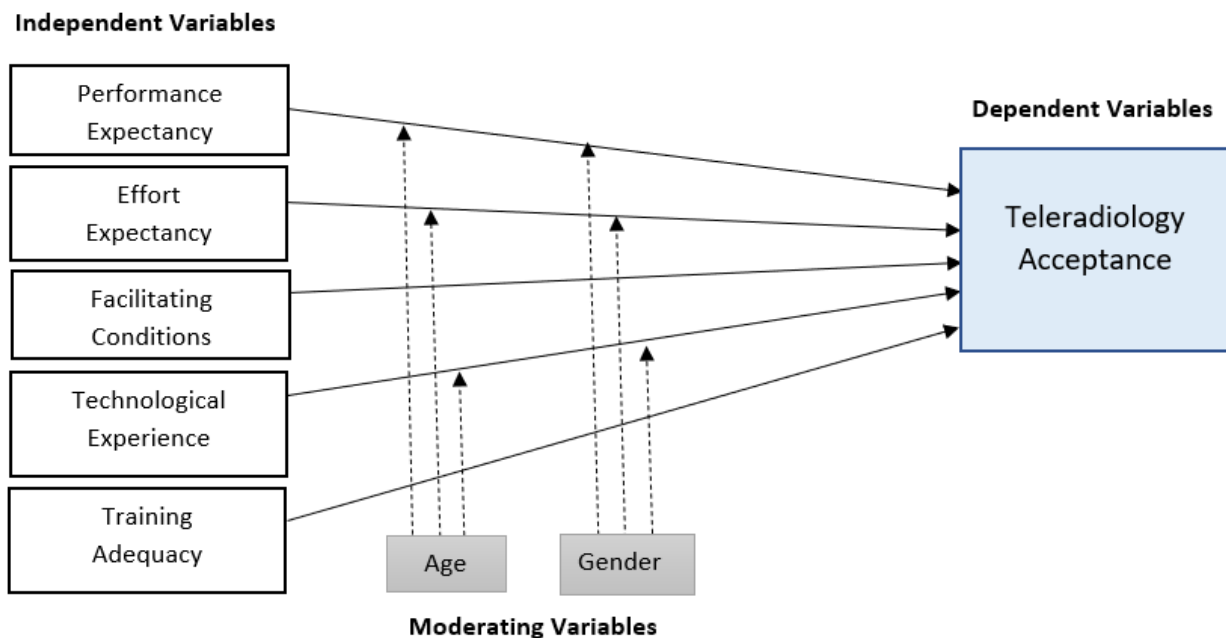 Independent Variables
Performance
Expectancy
Effort
Expectancy
Facilitating
Conditions
Technological
Experience
Training
Adequacy
Age
Gender
Moderating Variables
Dependent Variables
Teleradiology
Acceptance